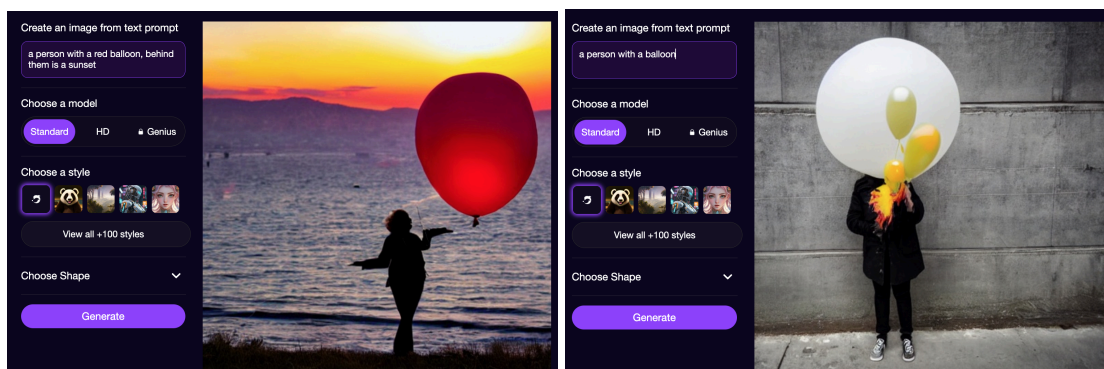 Create an image from text prompt
a person with a red balloon, behind
them is a sunset
Choose a model
Standard
HD
Genius
Choose a style
View all +100 styles
Choose Shape
Generate
Create an image from text prompt
a person with a balloon
Choose a model
Standard
HD
Genius
Choose a style
View all +100 styles
Choose Shape
Generate